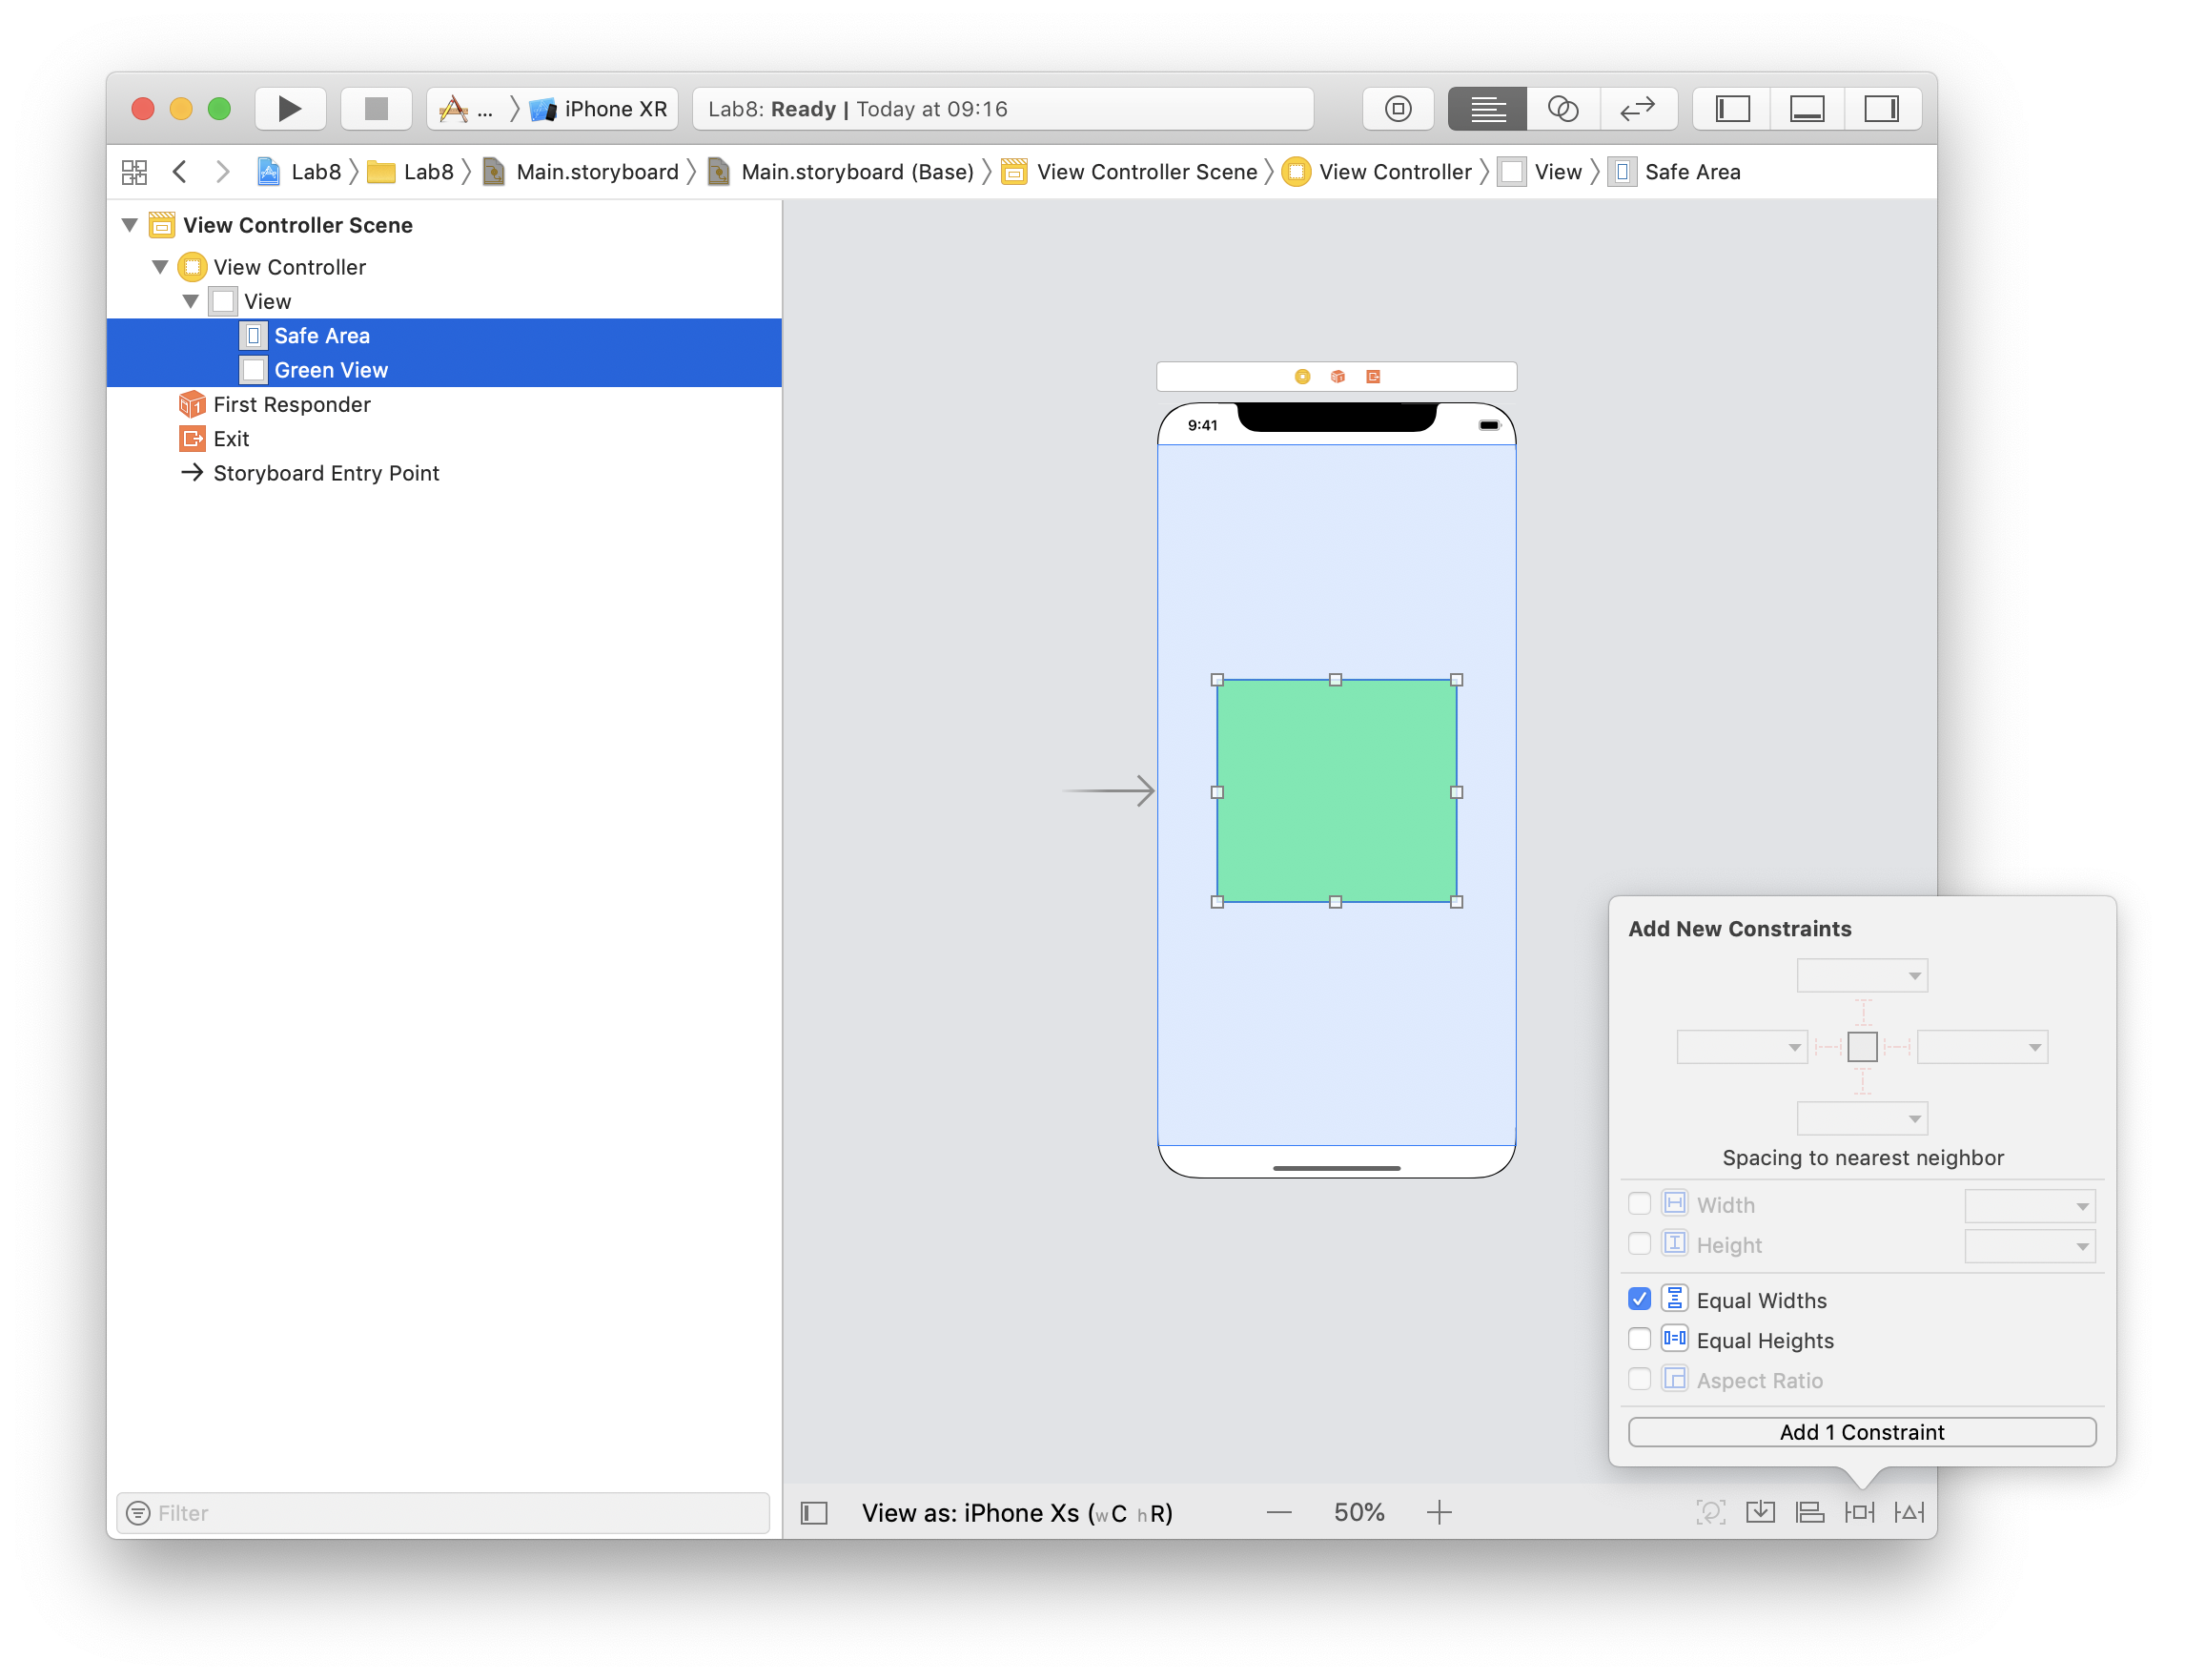 ... iPhone XR
Lab8: Ready | Today at 09:16
Lab8 Lab8 Main.storyboard Main.storyboard (Base) View Controller Scene View Controller View Safe Area
View Controller Scene
View Controller
View
Safe Area
Green View
First Responder
Exit
Storyboard Entry Point
9:41
Add New Constraints
Spacing to nearest neighbor
Width
Height
Equal Widths
Equal Heights
Aspect Ratio
Add 1 Constraint
Filter
View as: iPhone Xs (wC hR)
50%